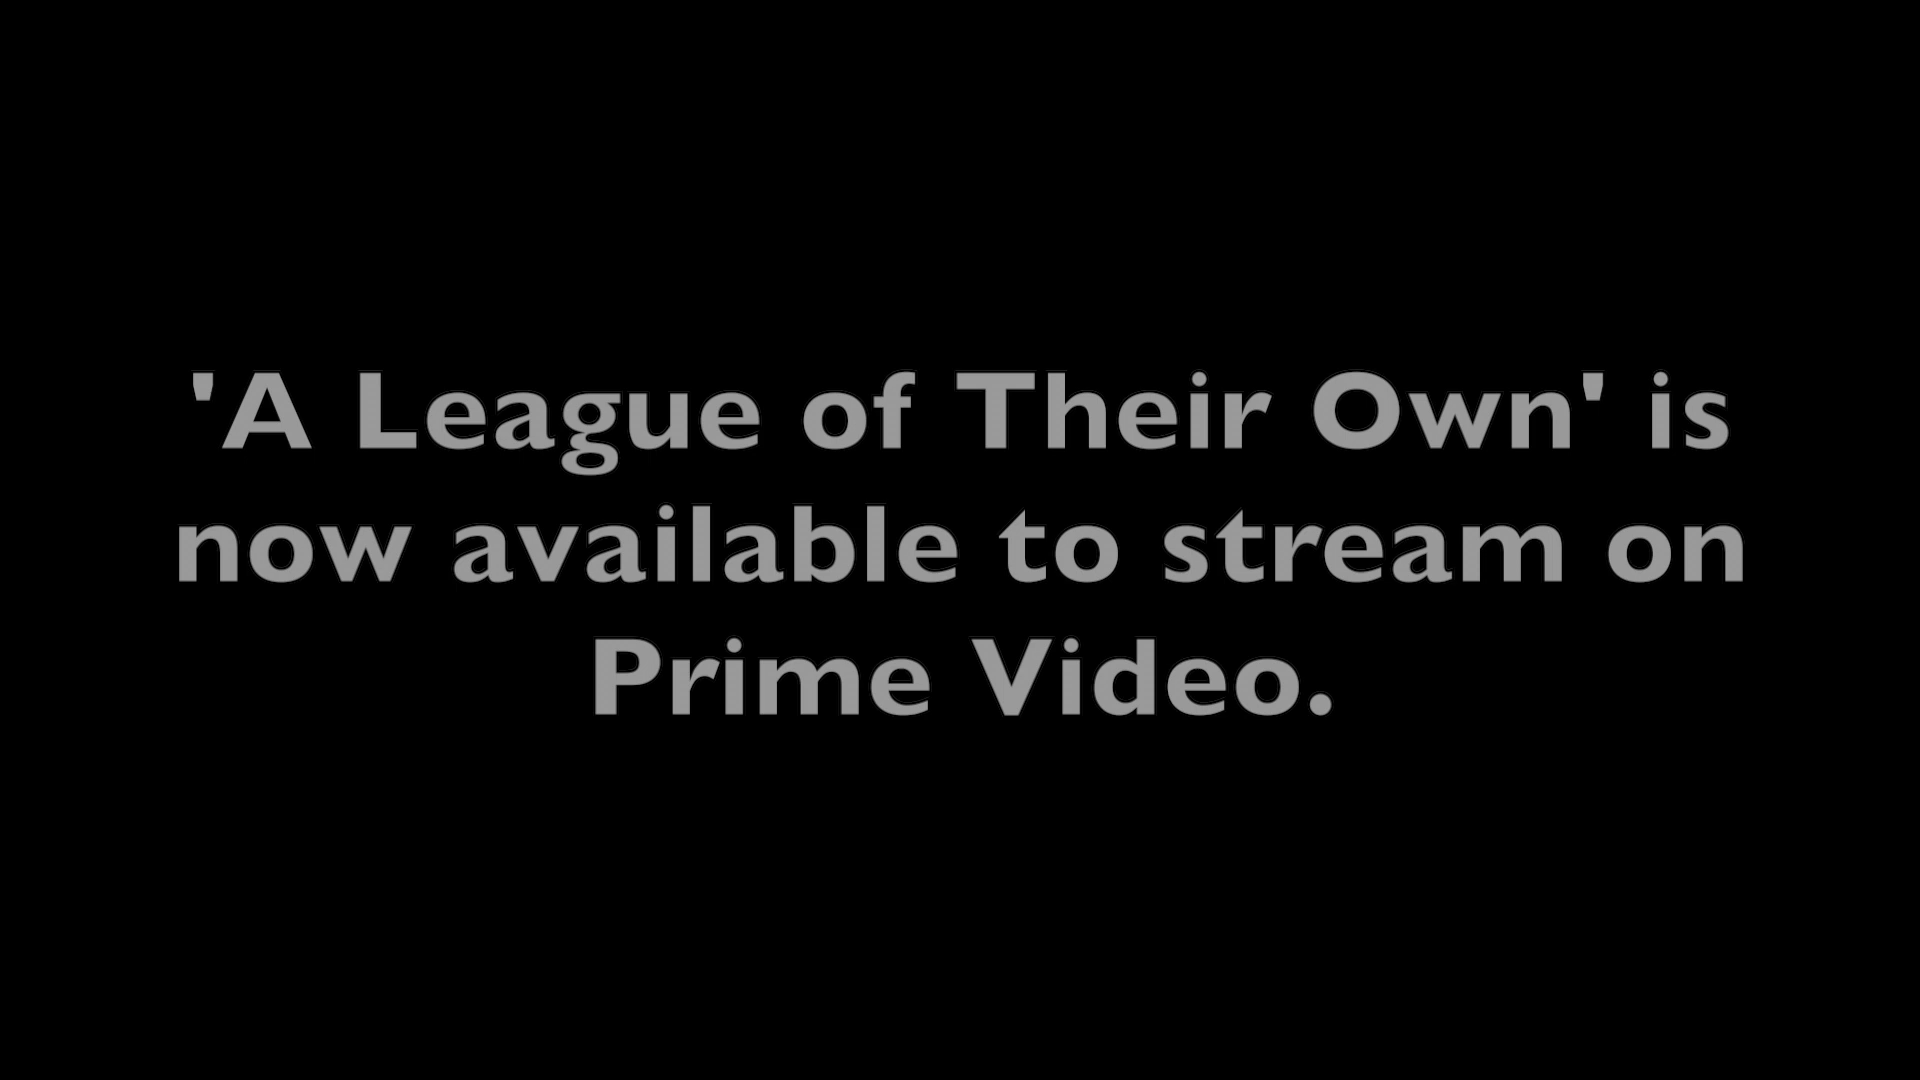 'A League of Their Own' is
now available to stream on
Prime Video.